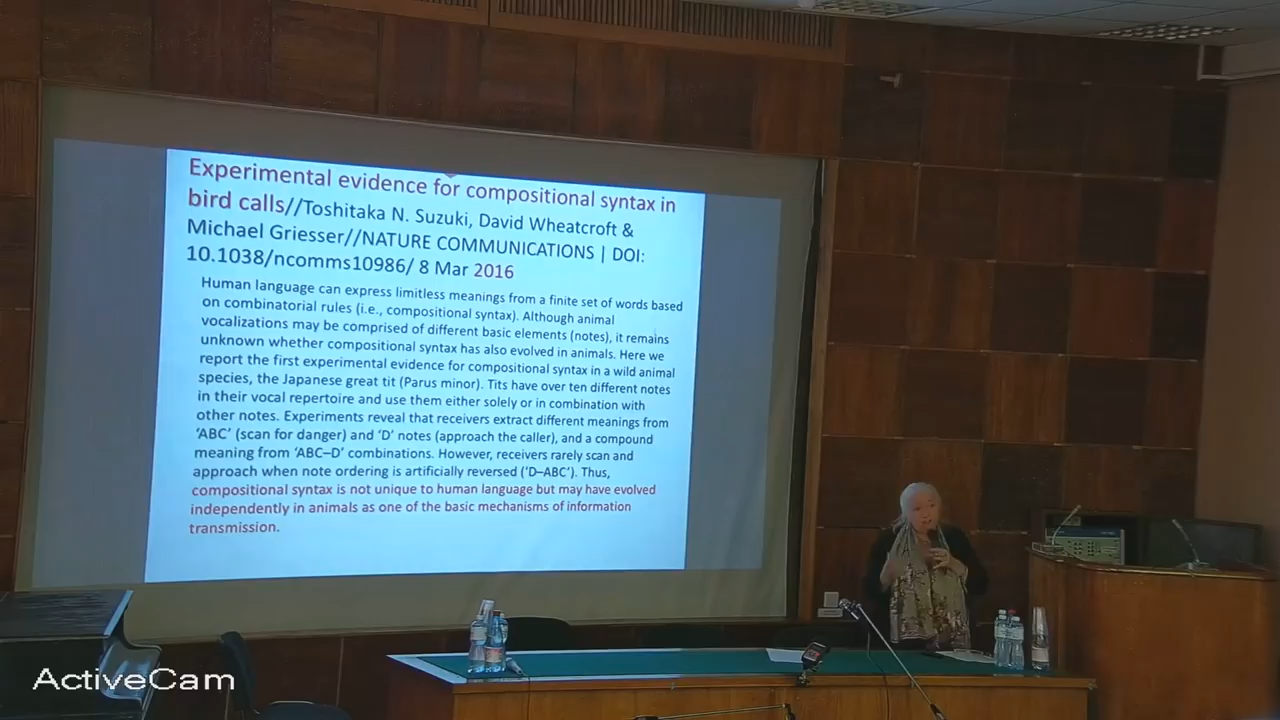 Experimental evidence for compositional syntax in
bird calls//Toshitaka N. Suzuki, David Wheatcroft &
Michael Griesser//NATURE COMMUNICATIONS | DOI:
10.1038/ncomms10986/ 8 Mar 2016
Human language can express limitless meanings from a finite set of words based
on combinatorial rules (i.e., compositional syntax). Although animal
vocalizations may be comprised of different basic elements (notes), it remains
unknown whether compositional syntax has also evolved in animals. Here we
report the first experimental evidence for compositional syntax in a wild animal
species, the Japanese great tit (Parus minor). Tits have over ten different notes
in their vocal repertoire and use them either solely or in combination with
other notes. Experiments reveal that receivers extract different meanings from
‘ABC’ (scan for danger) and ‘D’ notes (approach the caller), and a compound
meaning from ‘ABC–D’ combinations. However, receivers rarely scan and
approach when note ordering is artificially reversed (‘D–ABC’). Thus,
compositional syntax is not unique to human language but may have evolved
independently in animals as one of the basic mechanisms of information
transmission.
ActiveCam